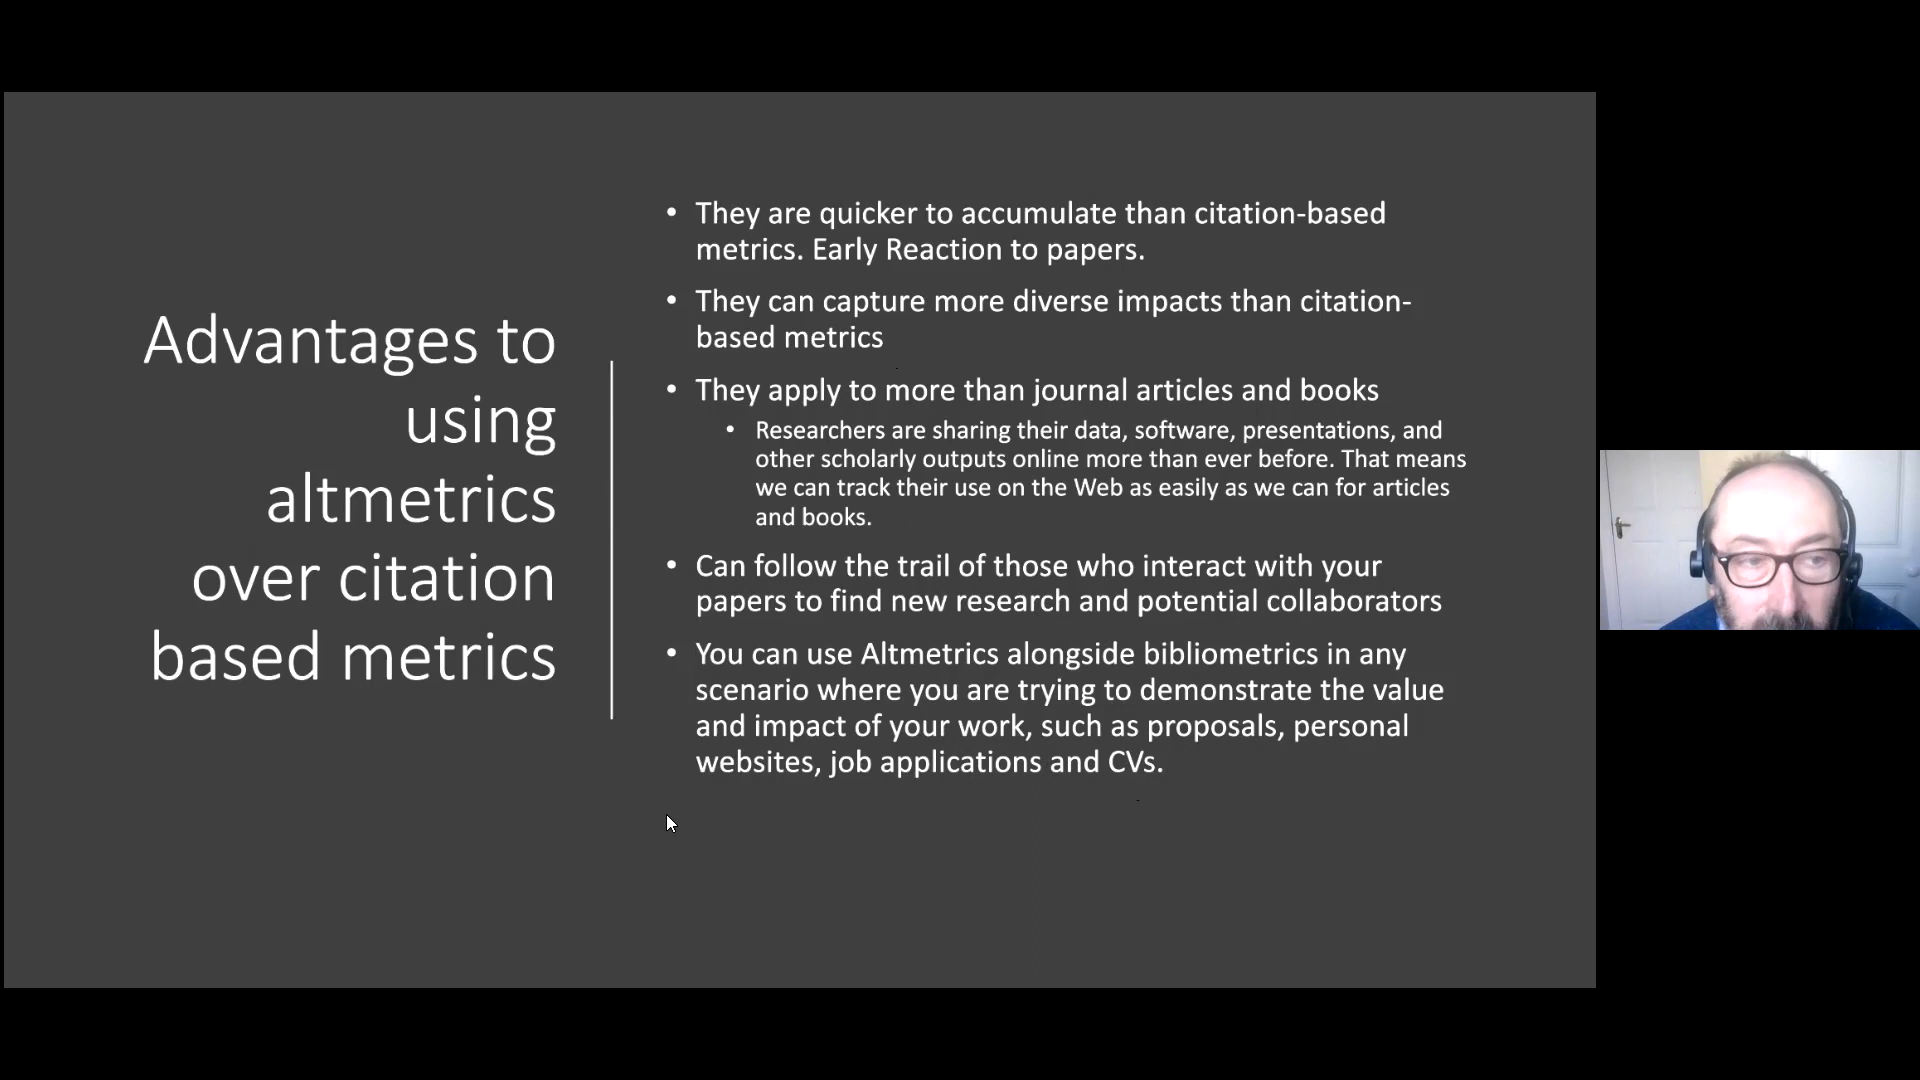 Advantages to
using
altmetrics
over citation
based metrics
• They are quicker to accumulate than citation-based
metrics. Early Reaction to papers.
• They can capture more diverse impacts than citation-
based metrics
• They apply to more than journal articles and books
• Researchers are sharing their data, software, presentations, and
other scholarly outputs online more than ever before. That means
we can track their use on the Web as easily as we can for articles
and books.
• Can follow the trail of those who interact with your
papers to find new research and potential collaborators
• You can use Altmetrics alongside bibliometrics in any
scenario where you are trying to demonstrate the value
and impact of your work, such as proposals, personal
websites, job applications and CVs.